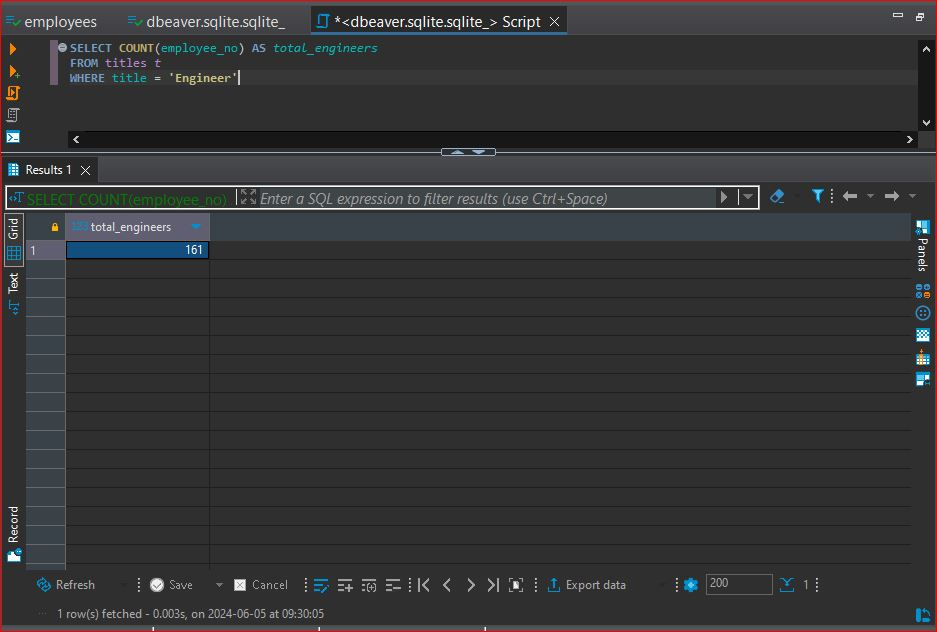 employees
dbeaver.sqlite.sqlite_
*<dbeaver.sqlite.sqlite_> Script
SELECT COUNT(employee_no) AS total_engineers
FROM titles t
WHERE title = 'Engineer'
Results 1
SELECT COUNT(employee_no)
Enter a SQL expression to filter results (use Ctrl+Space)
Grid
123 total_engineers
1
161
Text
Panels
Record
Refresh
Save
Cancel
Export data
200
1
1 row(s) fetched - 0.003s, on 2024-06-05 at 09:30:05